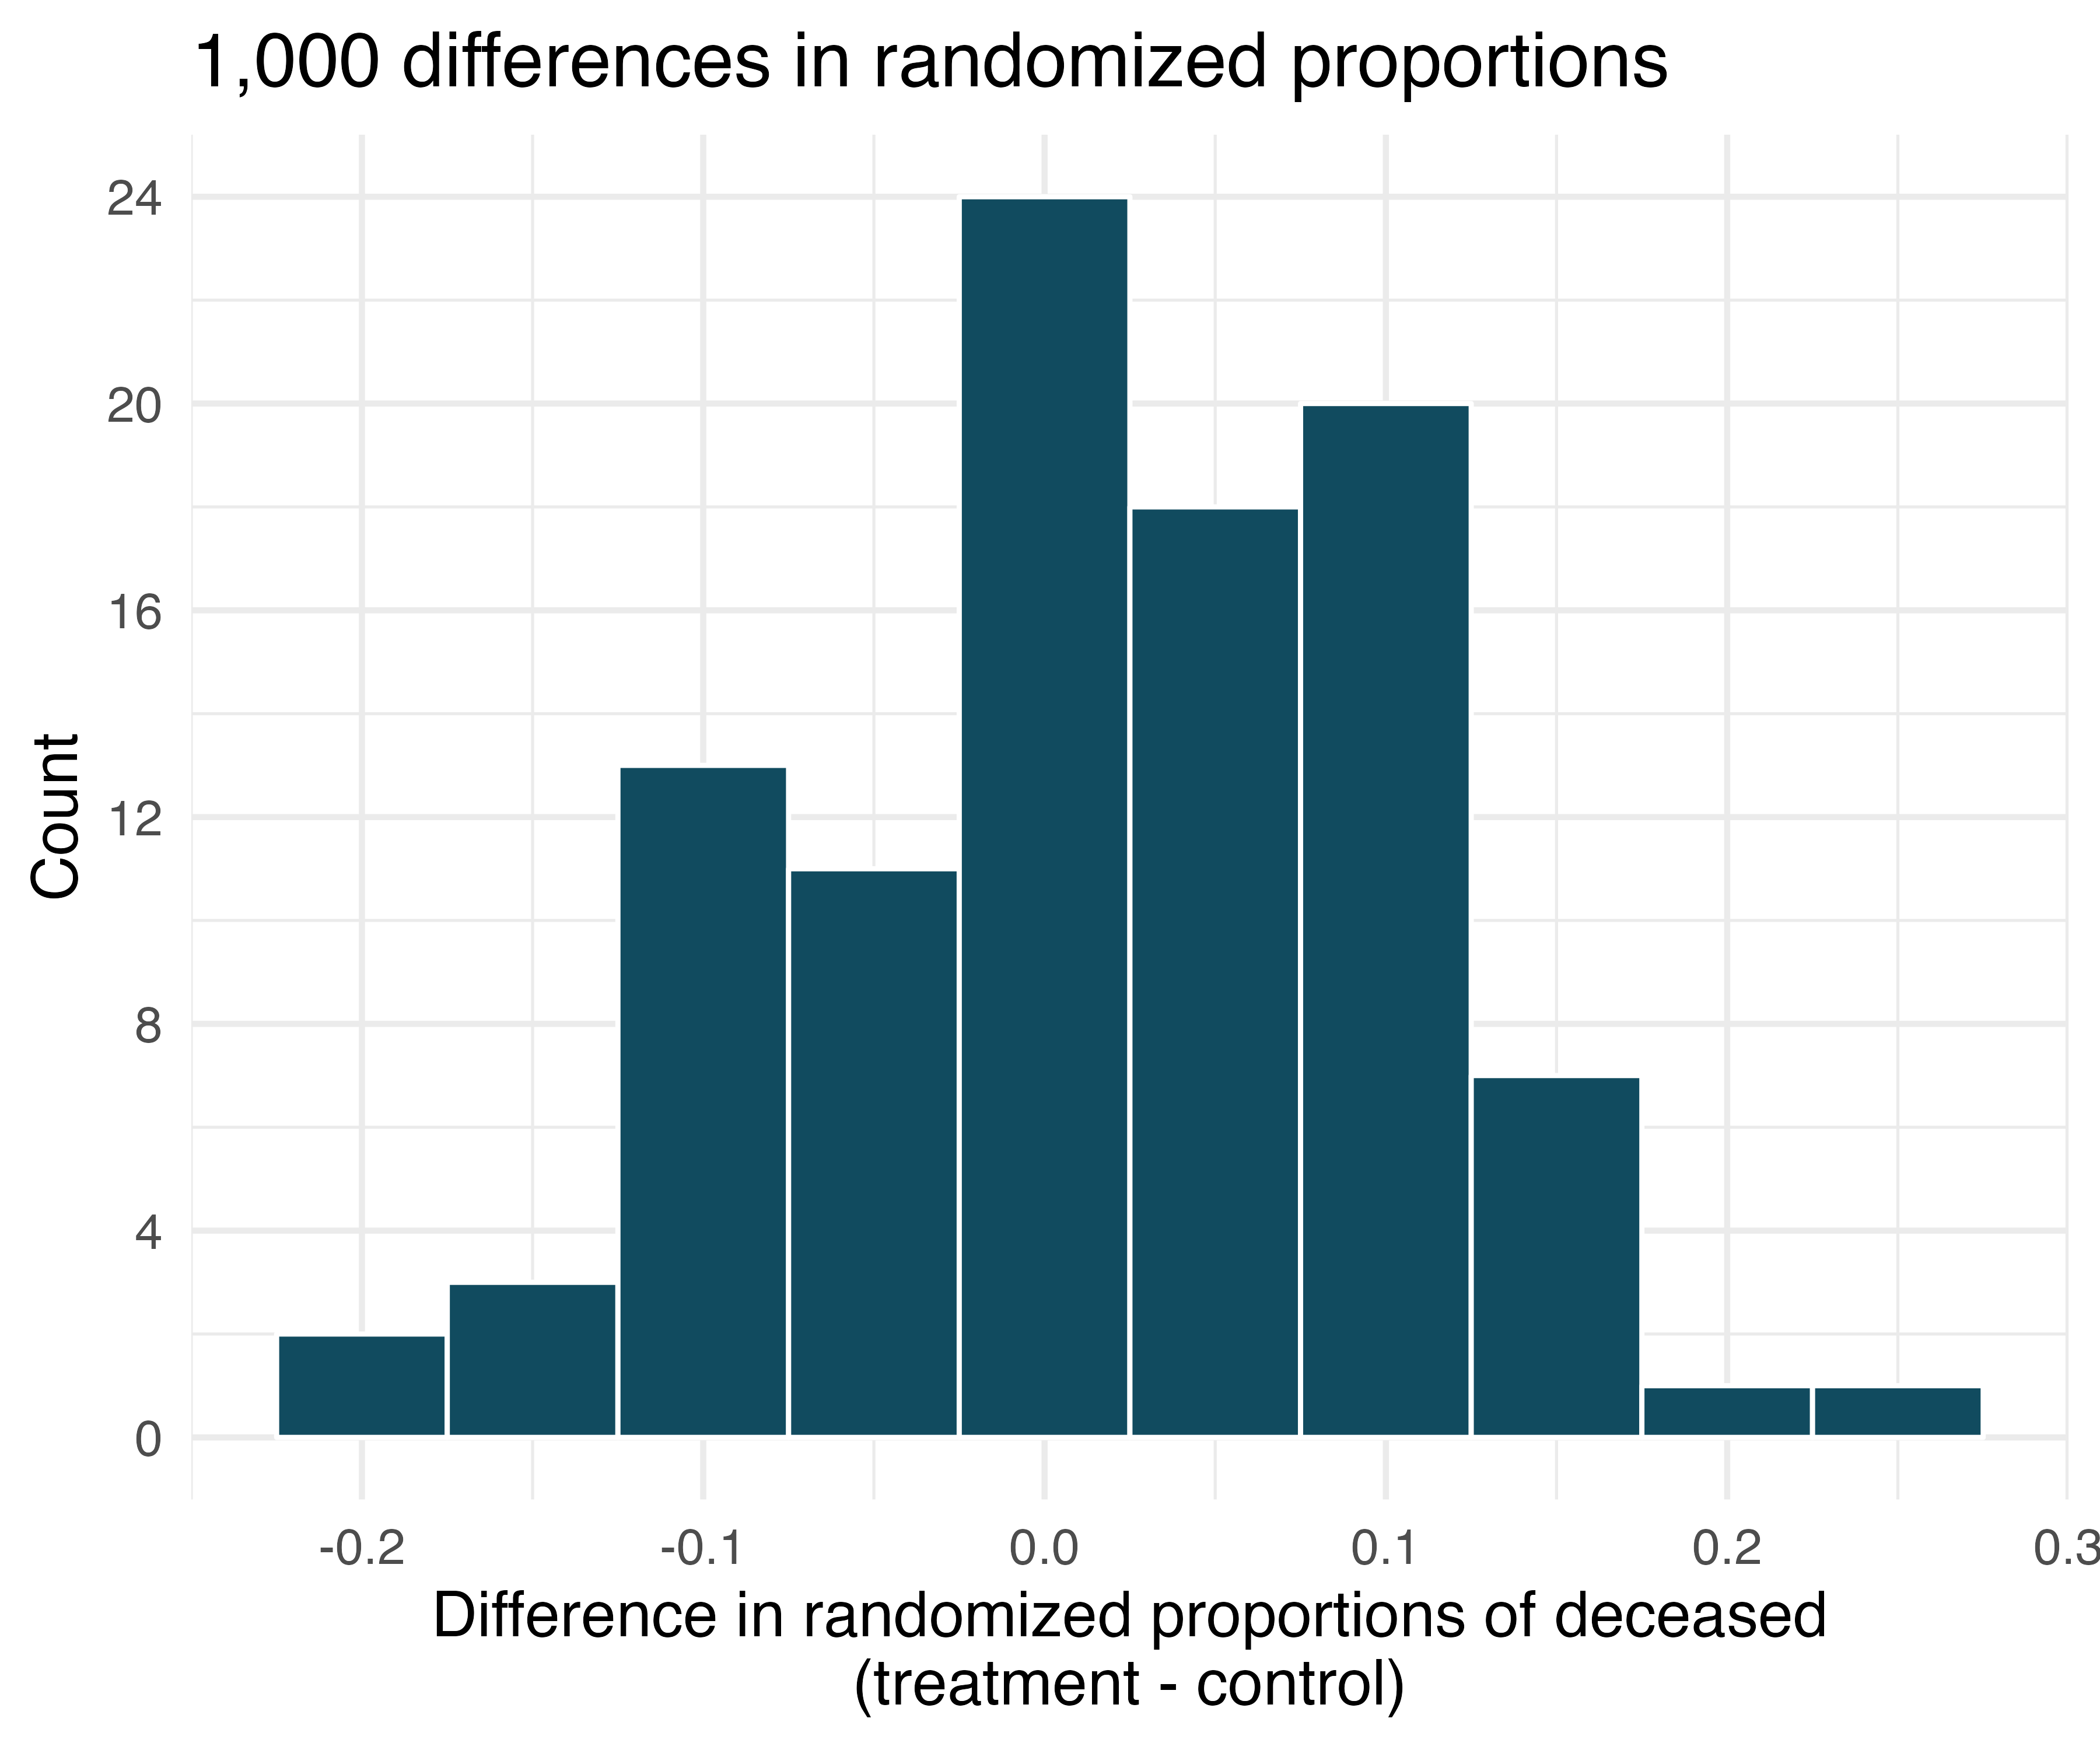 1,000 differences in randomized proportions
24
20
16
12
8
4
0
Count
-0.2 -0.1 0.0 0.1 0.2 0.3
Difference in randomized proportions of deceased
(treatment - control)